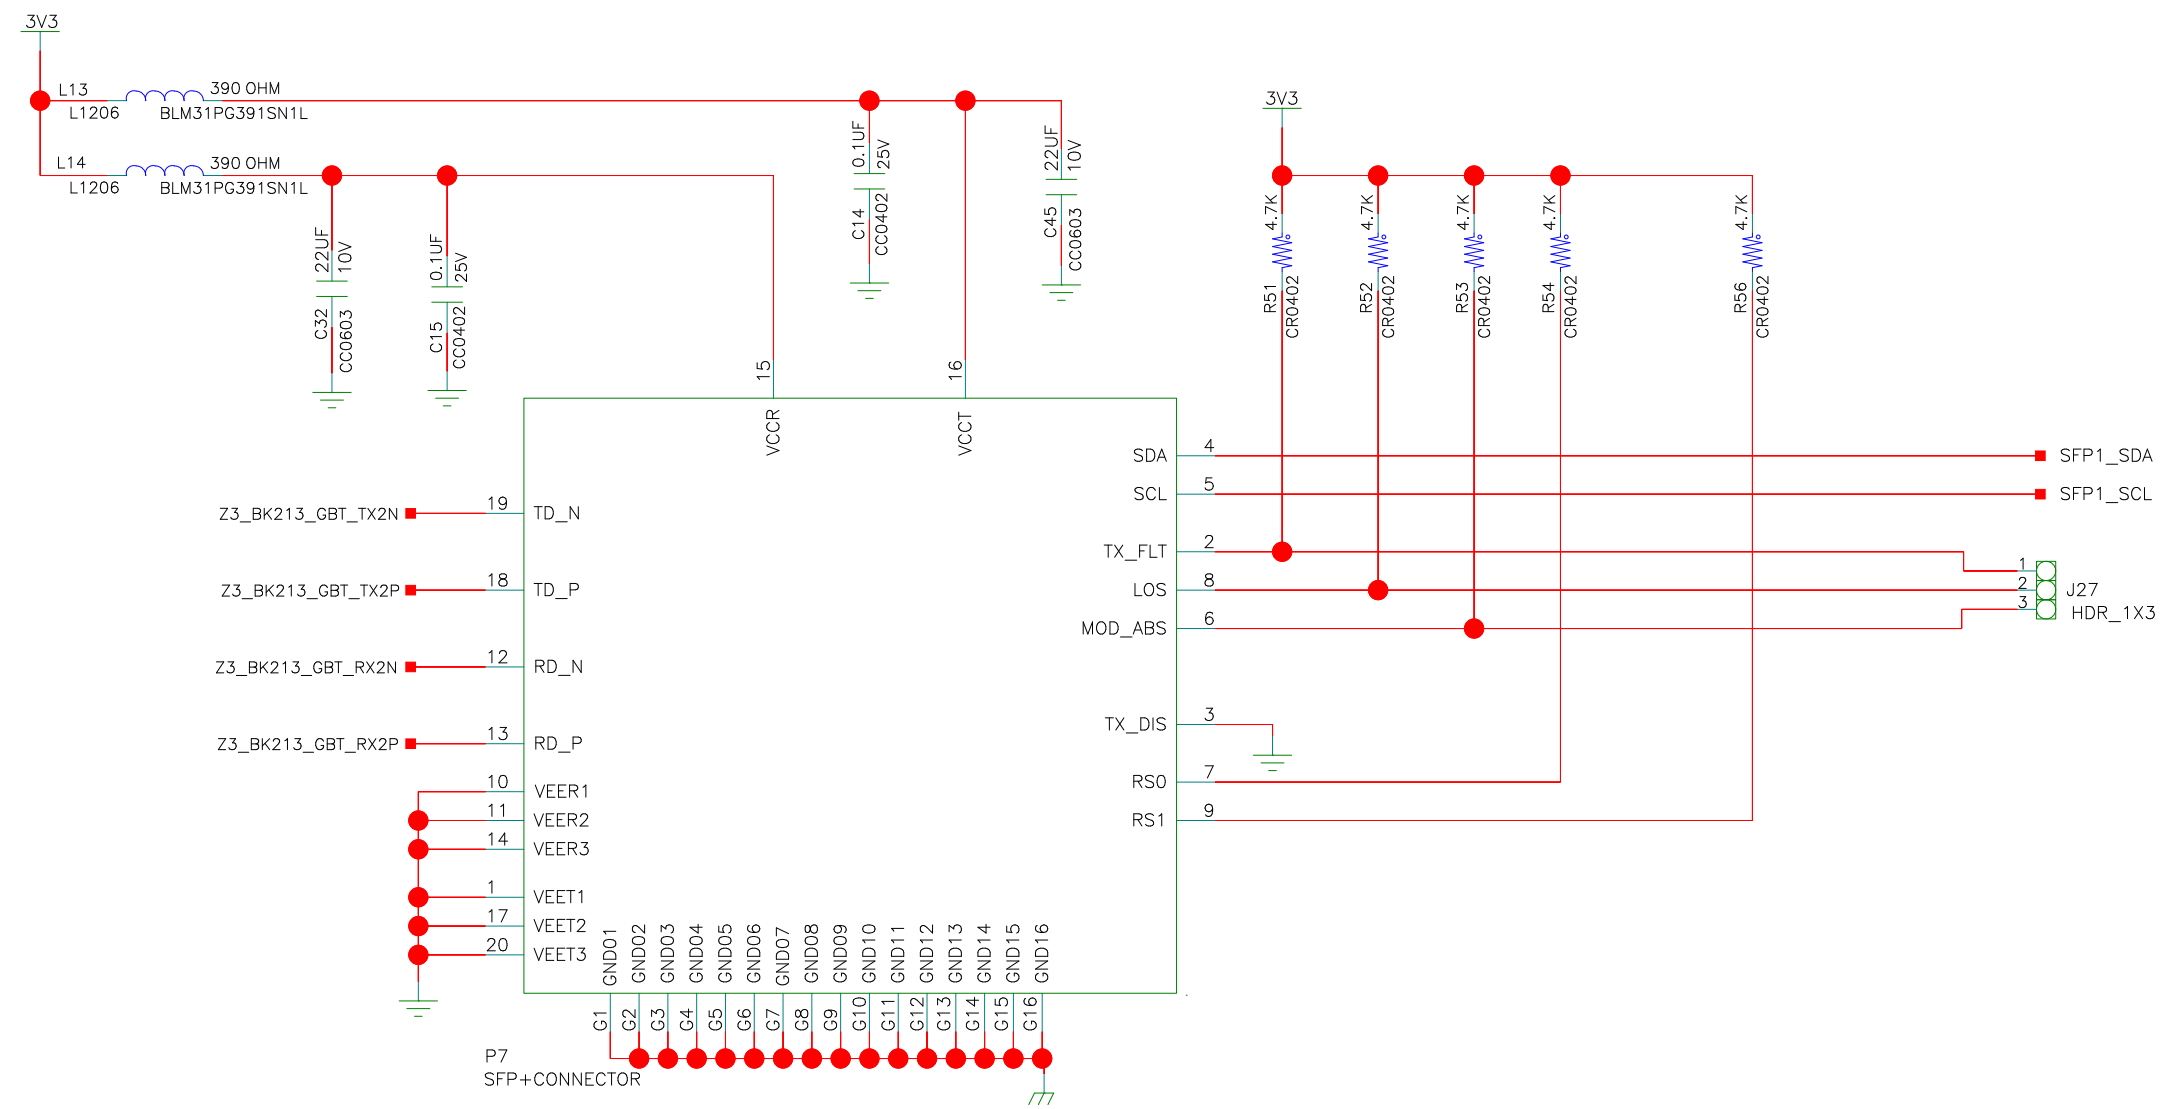 3V3
L13
390 OHM
L1206
BLM31PG391SN1L
L14
390 OHM
L1206
BLM31PG391SN1L
22UF
10V
C32
CC0603
0.1UF
25V
C15
CC0402
0.1UF
25V
C14
CC0402
22UF
10V
C45
CC0603
3V3
4.7K
R51
CR0402
4.7K
R52
CR0402
4.7K
R53
CR0402
4.7K
R54
CR0402
4.7K
R56
CR0402
15
VCCR
16
VCCT
Z3_BK213_GBT_TX2N
19
TD_N
Z3_BK213_GBT_TX2P
18
TD_P
Z3_BK213_GBT_RX2N
12
RD_N
Z3_BK213_GBT_RX2P
13
RD_P
10
VEER1
11
VEER2
14
VEER3
1
VEET1
17
VEET2
20
VEET3
SDA
4
SFP1_SDA
SCL
5
SFP1_SCL
TX_FLT
2
LOS
8
MOD_ABS
6
1
2
3
J27
HDR_1X3
TX_DIS
3
RS0
7
RS1
9
GND01
GND02
GND03
GND04
GND05
GND06
GND07
GND08
GND09
GND10
GND11
GND12
GND13
GND14
GND15
GND16
G1
G2
G3
G4
G5
G6
G7
G8
G9
G10
G11
G12
G13
G14
G15
G16
P7
SFP+CONNECTOR